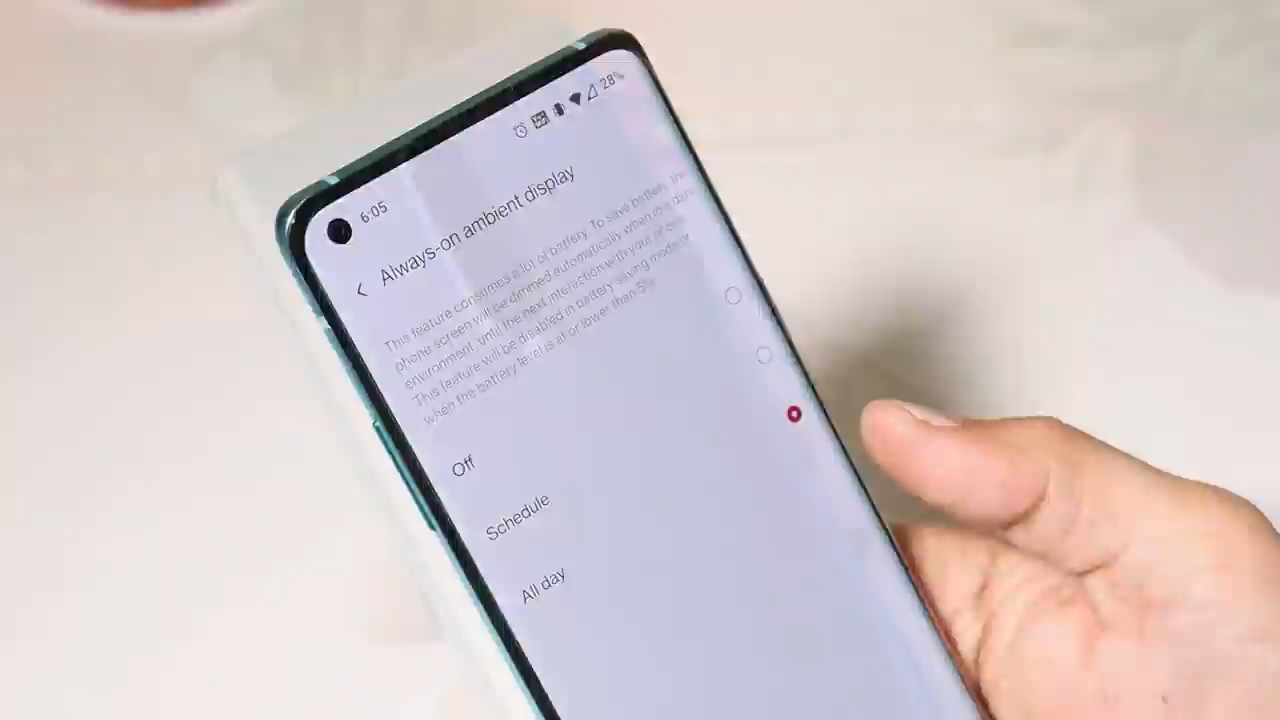 6:05
28%
Always-on ambient display
This feature consumes a lot of battery. To save battery, the
phone screen will be dimmed automatically when in a dark
environment, until the next interaction with your phone.
This feature will be disabled in battery saving mode or
when the battery level is at or lower than 5%.
Off
Schedule
All day